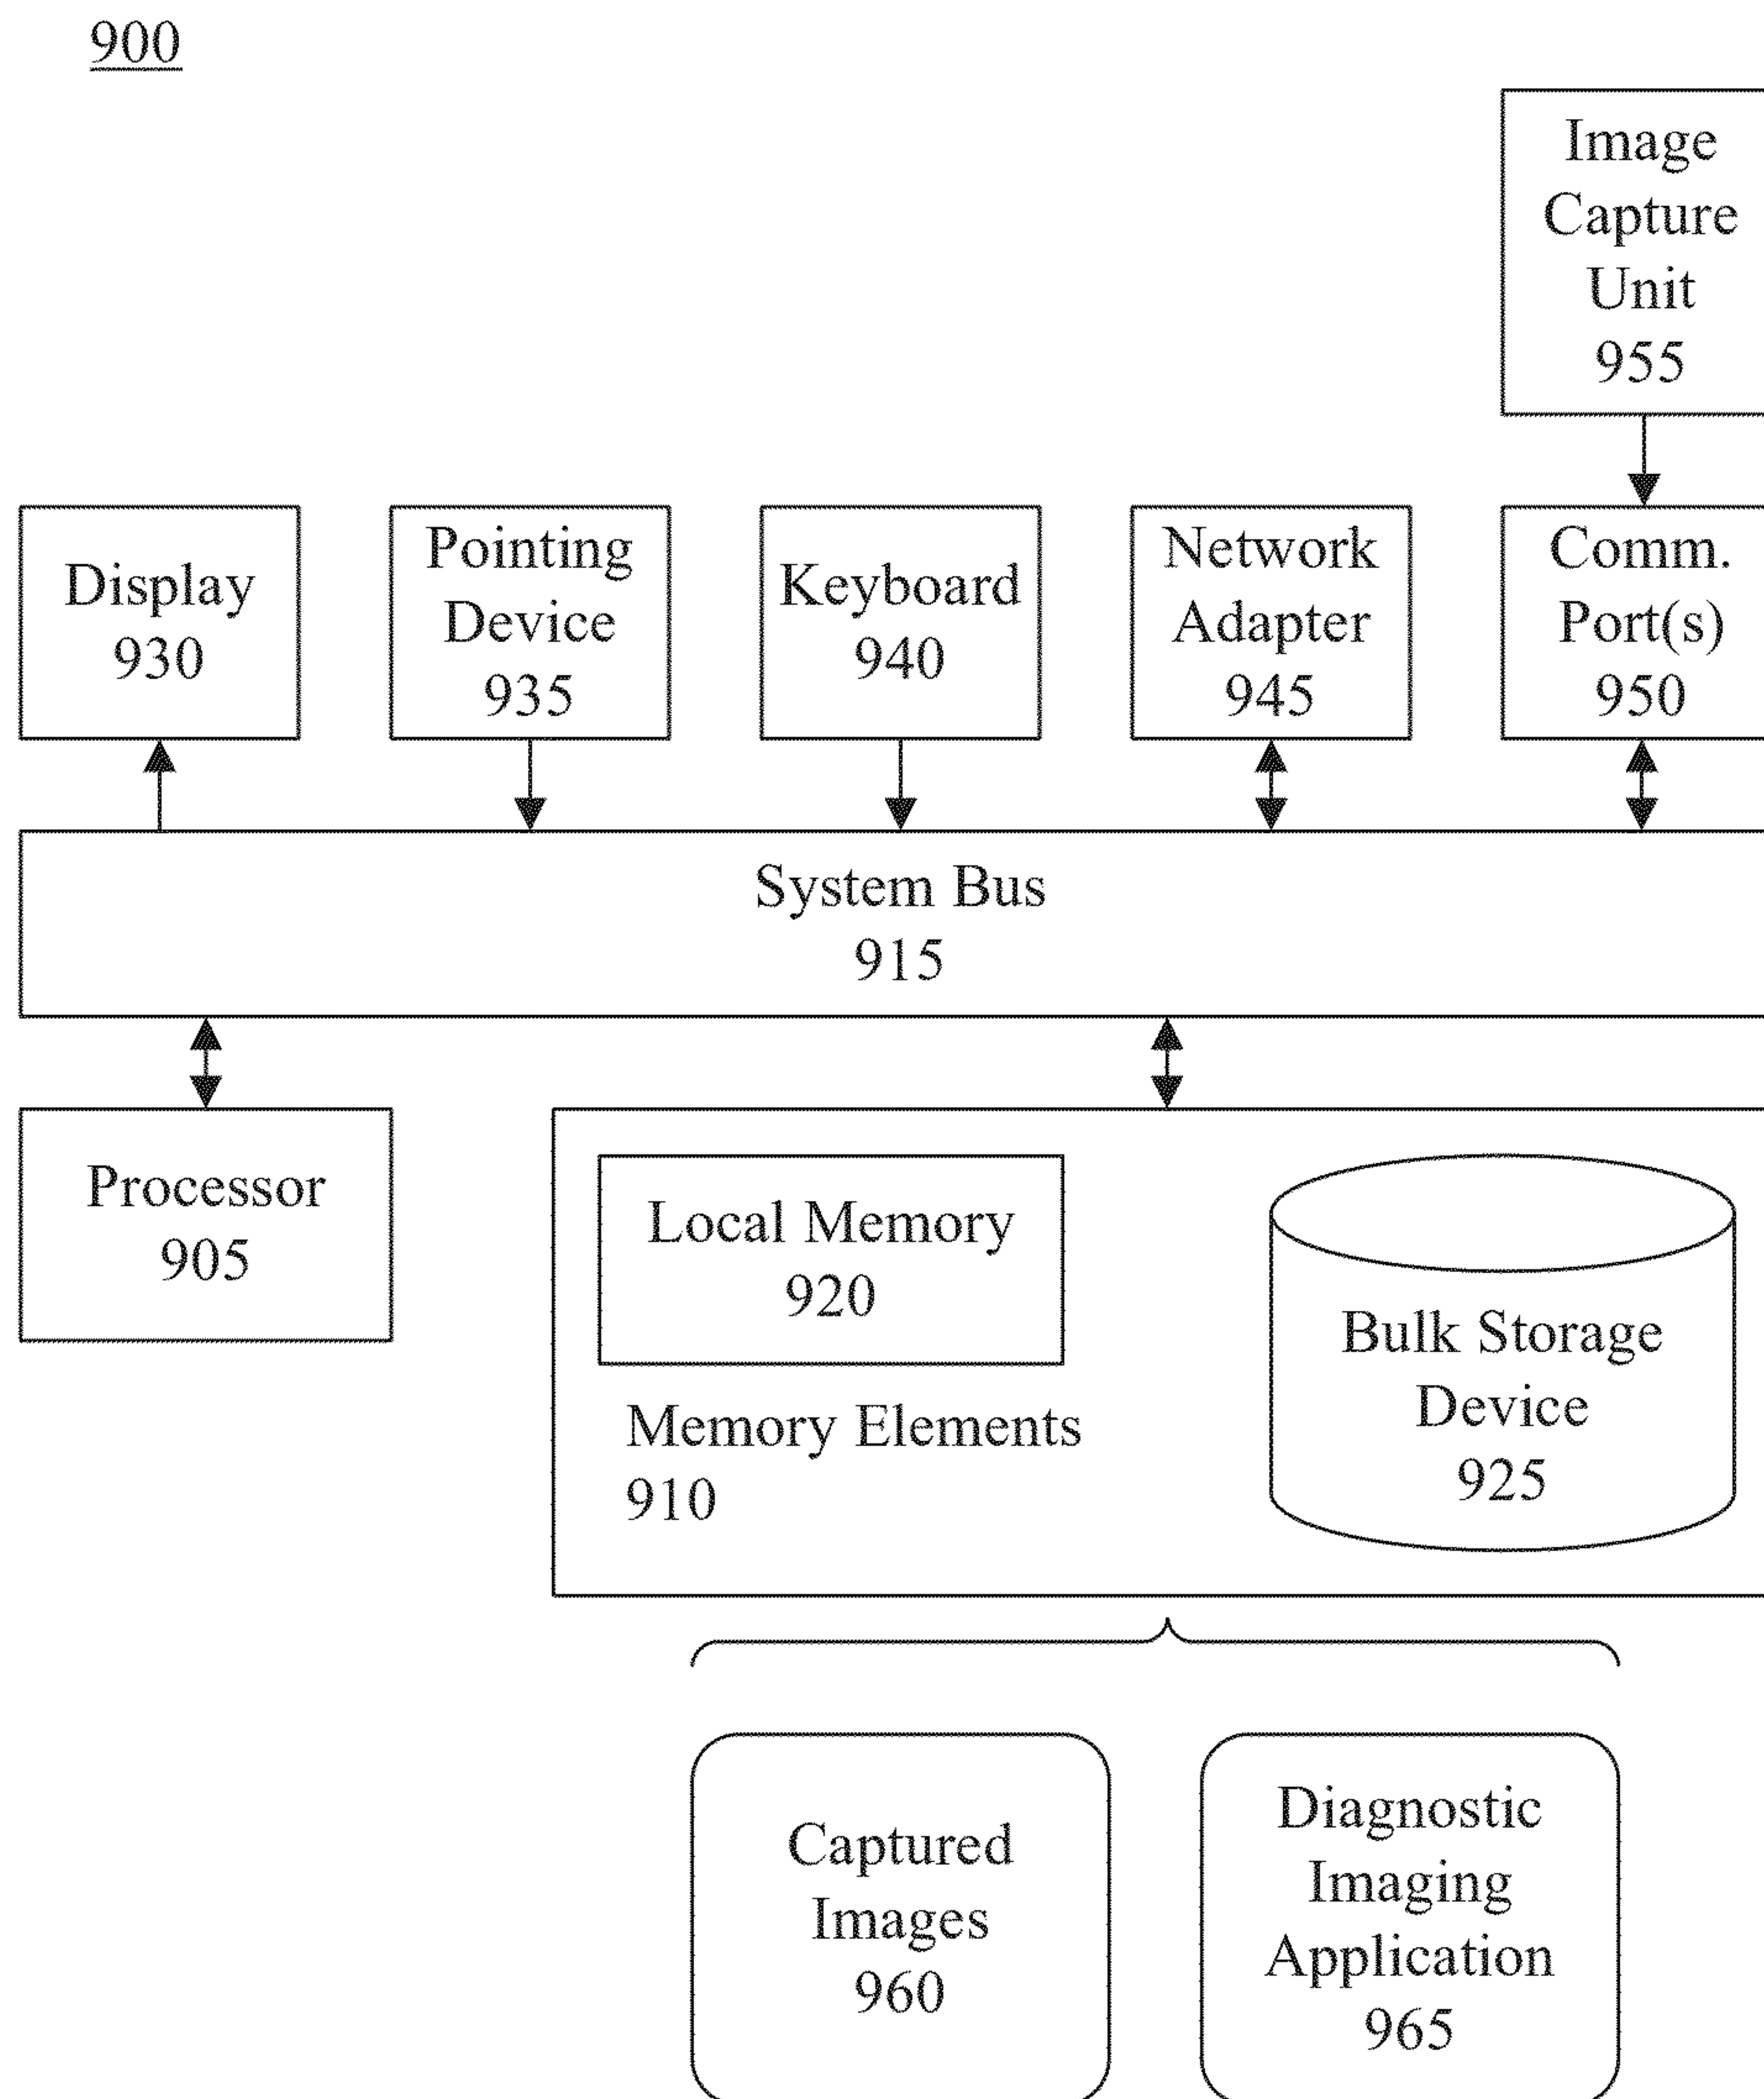 900
Image
Capture
Unit
955
Display
930
Pointing
Device
935
Keyboard
940
Network
Adapter
945
Comm.
Port(s)
950
System Bus
915
Processor
905
Local Memory
920
Memory Elements
910
Bulk Storage
Device
925
Captured
Images
960
Diagnostic
Imaging
Application
965